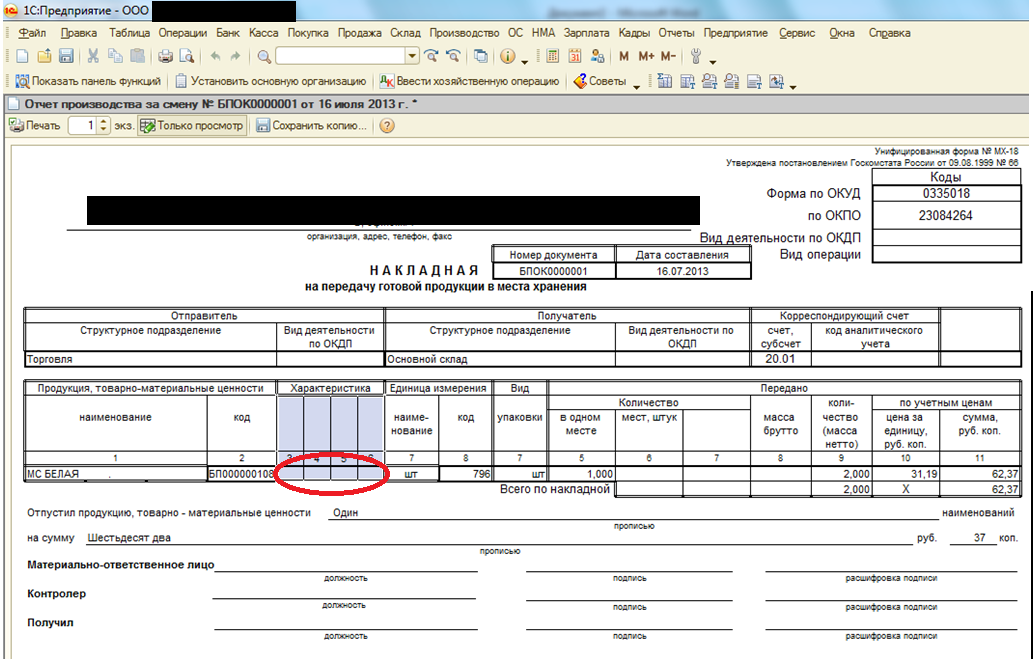 1С:Предприятие - ООО
Файл Правка Таблица Операции Банк Касса Покупка Продажа Склад Производство ОС НМА Зарплата Кадры Отчеты Предприятие Сервис Окна Справка
M M+ M-
Показать панель функций Установить основную организацию Ввести хозяйственную операцию Советы
Отчет производства за смену № БПОК0000001 от 16 июля 2013 г. *
Печать 1 экз. Только просмотр Сохранить копию... ?
Унифицированная форма № МХ-18
Утверждена постановлением Госкомстата России от 09.08.1999 № 66
Коды
Форма по ОКУД 0335018
по ОКПО 23084264
организация, адрес, телефон, факс
Вид деятельности по ОКДП
Вид операции
Номер документа Дата составления
НАКЛАДНАЯ БПОК0000001 16.07.2013
на передачу готовой продукции в места хранения
Отправитель Получатель Корреспондирующий счет
Структурное подразделение Вид деятельности по ОКДП Структурное подразделение Вид деятельности по ОКДП счет, субсчет код аналитического учета
Торговля Основной склад 20.01
Продукция, товарно-материальные ценности Характеристика Единица измерения Вид Передано
Количество по учетным ценам
наименование код наиме-нование код упаковки в одном месте мест, штук масса брутто коли-чество (масса нетто) цена за единицу, руб. коп. сумма, руб. коп.
1 2 3 4 5 6 7 8 7 5 6 7 8 9 10 11
МС БЕЛАЯ БП000000108 шт 796 шт 1,000 2,000 31,19 62,37
Всего по накладной 2,000 X 62,37
Отпустил продукцию, товарно - материальные ценности Один наименований
прописью
на сумму Шестьдесят два руб. 37 коп.
прописью
Материально-ответственное лицо
должность подпись расшифровка подписи
Контролер
должность подпись расшифровка подписи
Получил
должность подпись расшифровка подписи